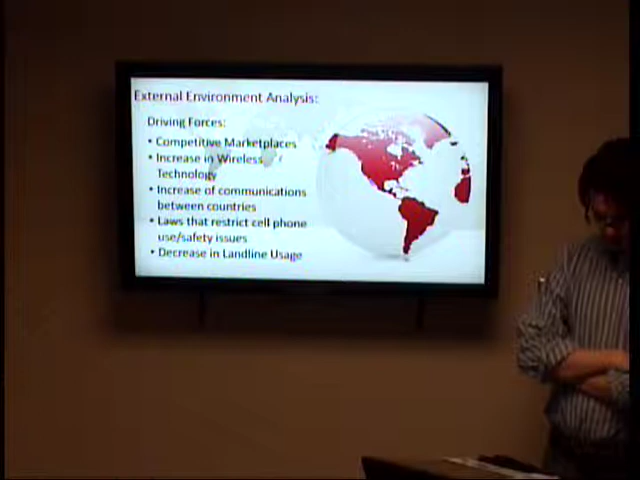 External Environment Analysis:
Driving Forces:
• Competitive Marketplaces
• Increase in Wireless
Technology
• Increase of communications
between countries
• Laws that restrict cell phone
use/safety issues
• Decrease in Landline Usage